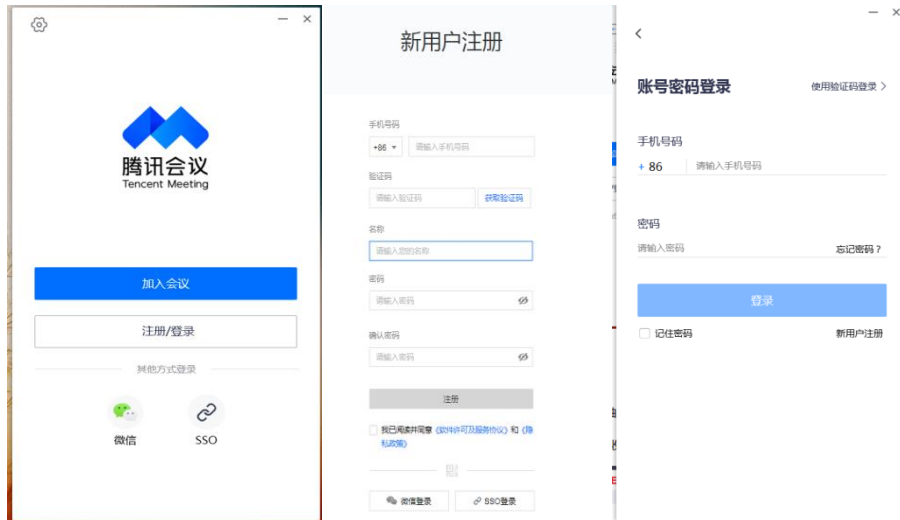 腾讯会议
Tencent Meeting
加入会议
注册/登录
其他方式登录
微信
SSO
新用户注册
手机号码
+86
请输入手机号码
验证码
请输入验证码
获取验证码
名称
请输入您的名称
密码
请输入密码
确认密码
请输入密码
注册
我已阅读并同意《软件许可及服务协议》和《隐
私政策》
微信登录
SSO登录
账号密码登录
使用验证码登录
手机号码
+ 86
请输入手机号码
密码
请输入密码
忘记密码？
登录
记住密码
新用户注册